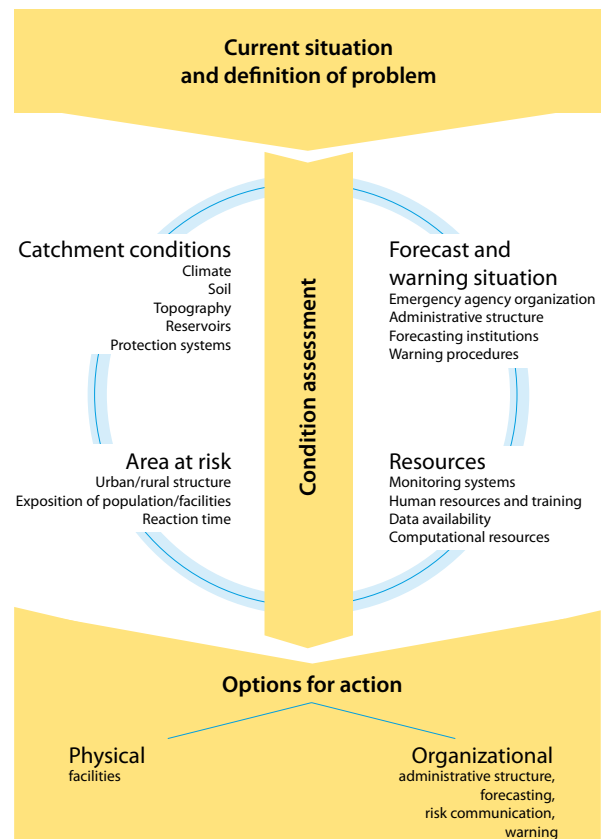 Current situation
and definition of problem
Condition assessment
Catchment conditions
Climate
Soil
Topography
Reservoirs
Protection systems
Forecast and
warning situation
Emergency agency organization
Administrative structure
Forecasting institutions
Warning procedures
Area at risk
Urban/rural structure
Exposition of population/facilities
Reaction time
Resources
Monitoring systems
Human resources and training
Data availability
Computational resources
Options for action
Physical
facilities
Organizational
administrative structure,
forecasting,
risk communication,
warning